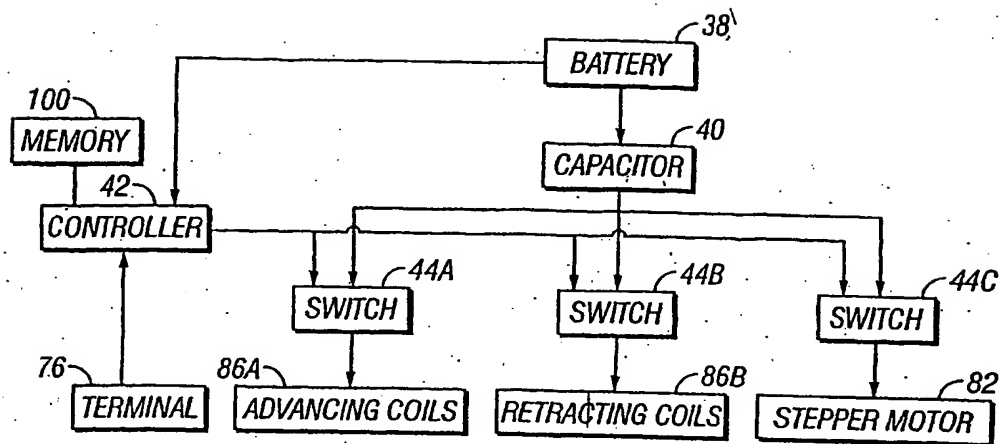 38
BATTERY
100
MEMORY
40
CAPACITOR
42
CONTROLLER
44A
SWITCH
44B
SWITCH
44C
SWITCH
76
TERMINAL
86A
ADVANCING COILS
86B
RETRACTING COILS
82
STEPPER MOTOR